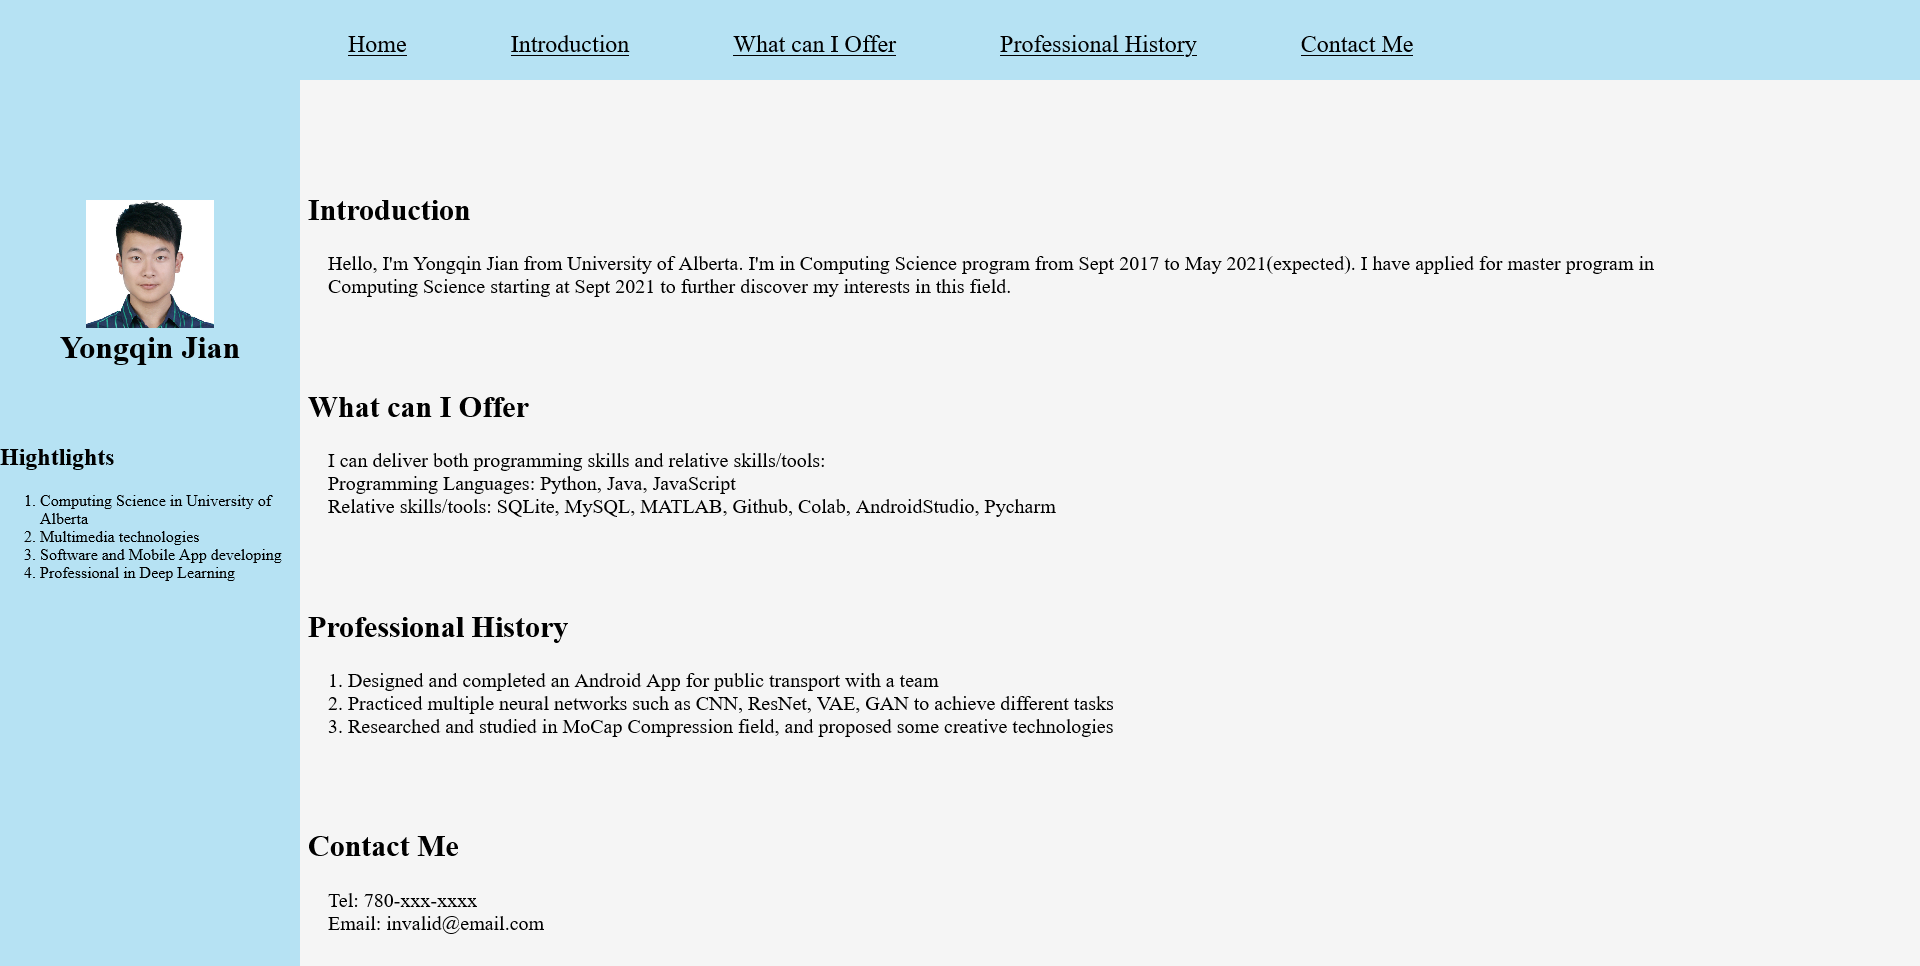 Home Introduction What can I Offer Professional History Contact Me
Yongqin Jian
Hightlights
1. Computing Science in University of
Alberta
2. Multimedia technologies
3. Software and Mobile App developing
4. Professional in Deep Learning
Introduction
Hello, I'm Yongqin Jian from University of Alberta. I'm in Computing Science program from Sept 2017 to May 2021(expected). I have applied for master program in
Computing Science starting at Sept 2021 to further discover my interests in this field.
What can I Offer
I can deliver both programming skills and relative skills/tools:
Programming Languages: Python, Java, JavaScript
Relative skills/tools: SQLite, MySQL, MATLAB, Github, Colab, AndroidStudio, Pycharm
Professional History
1. Designed and completed an Android App for public transport with a team
2. Practiced multiple neural networks such as CNN, ResNet, VAE, GAN to achieve different tasks
3. Researched and studied in MoCap Compression field, and proposed some creative technologies
Contact Me
Tel: 780-xxx-xxxx
Email: invalid@email.com